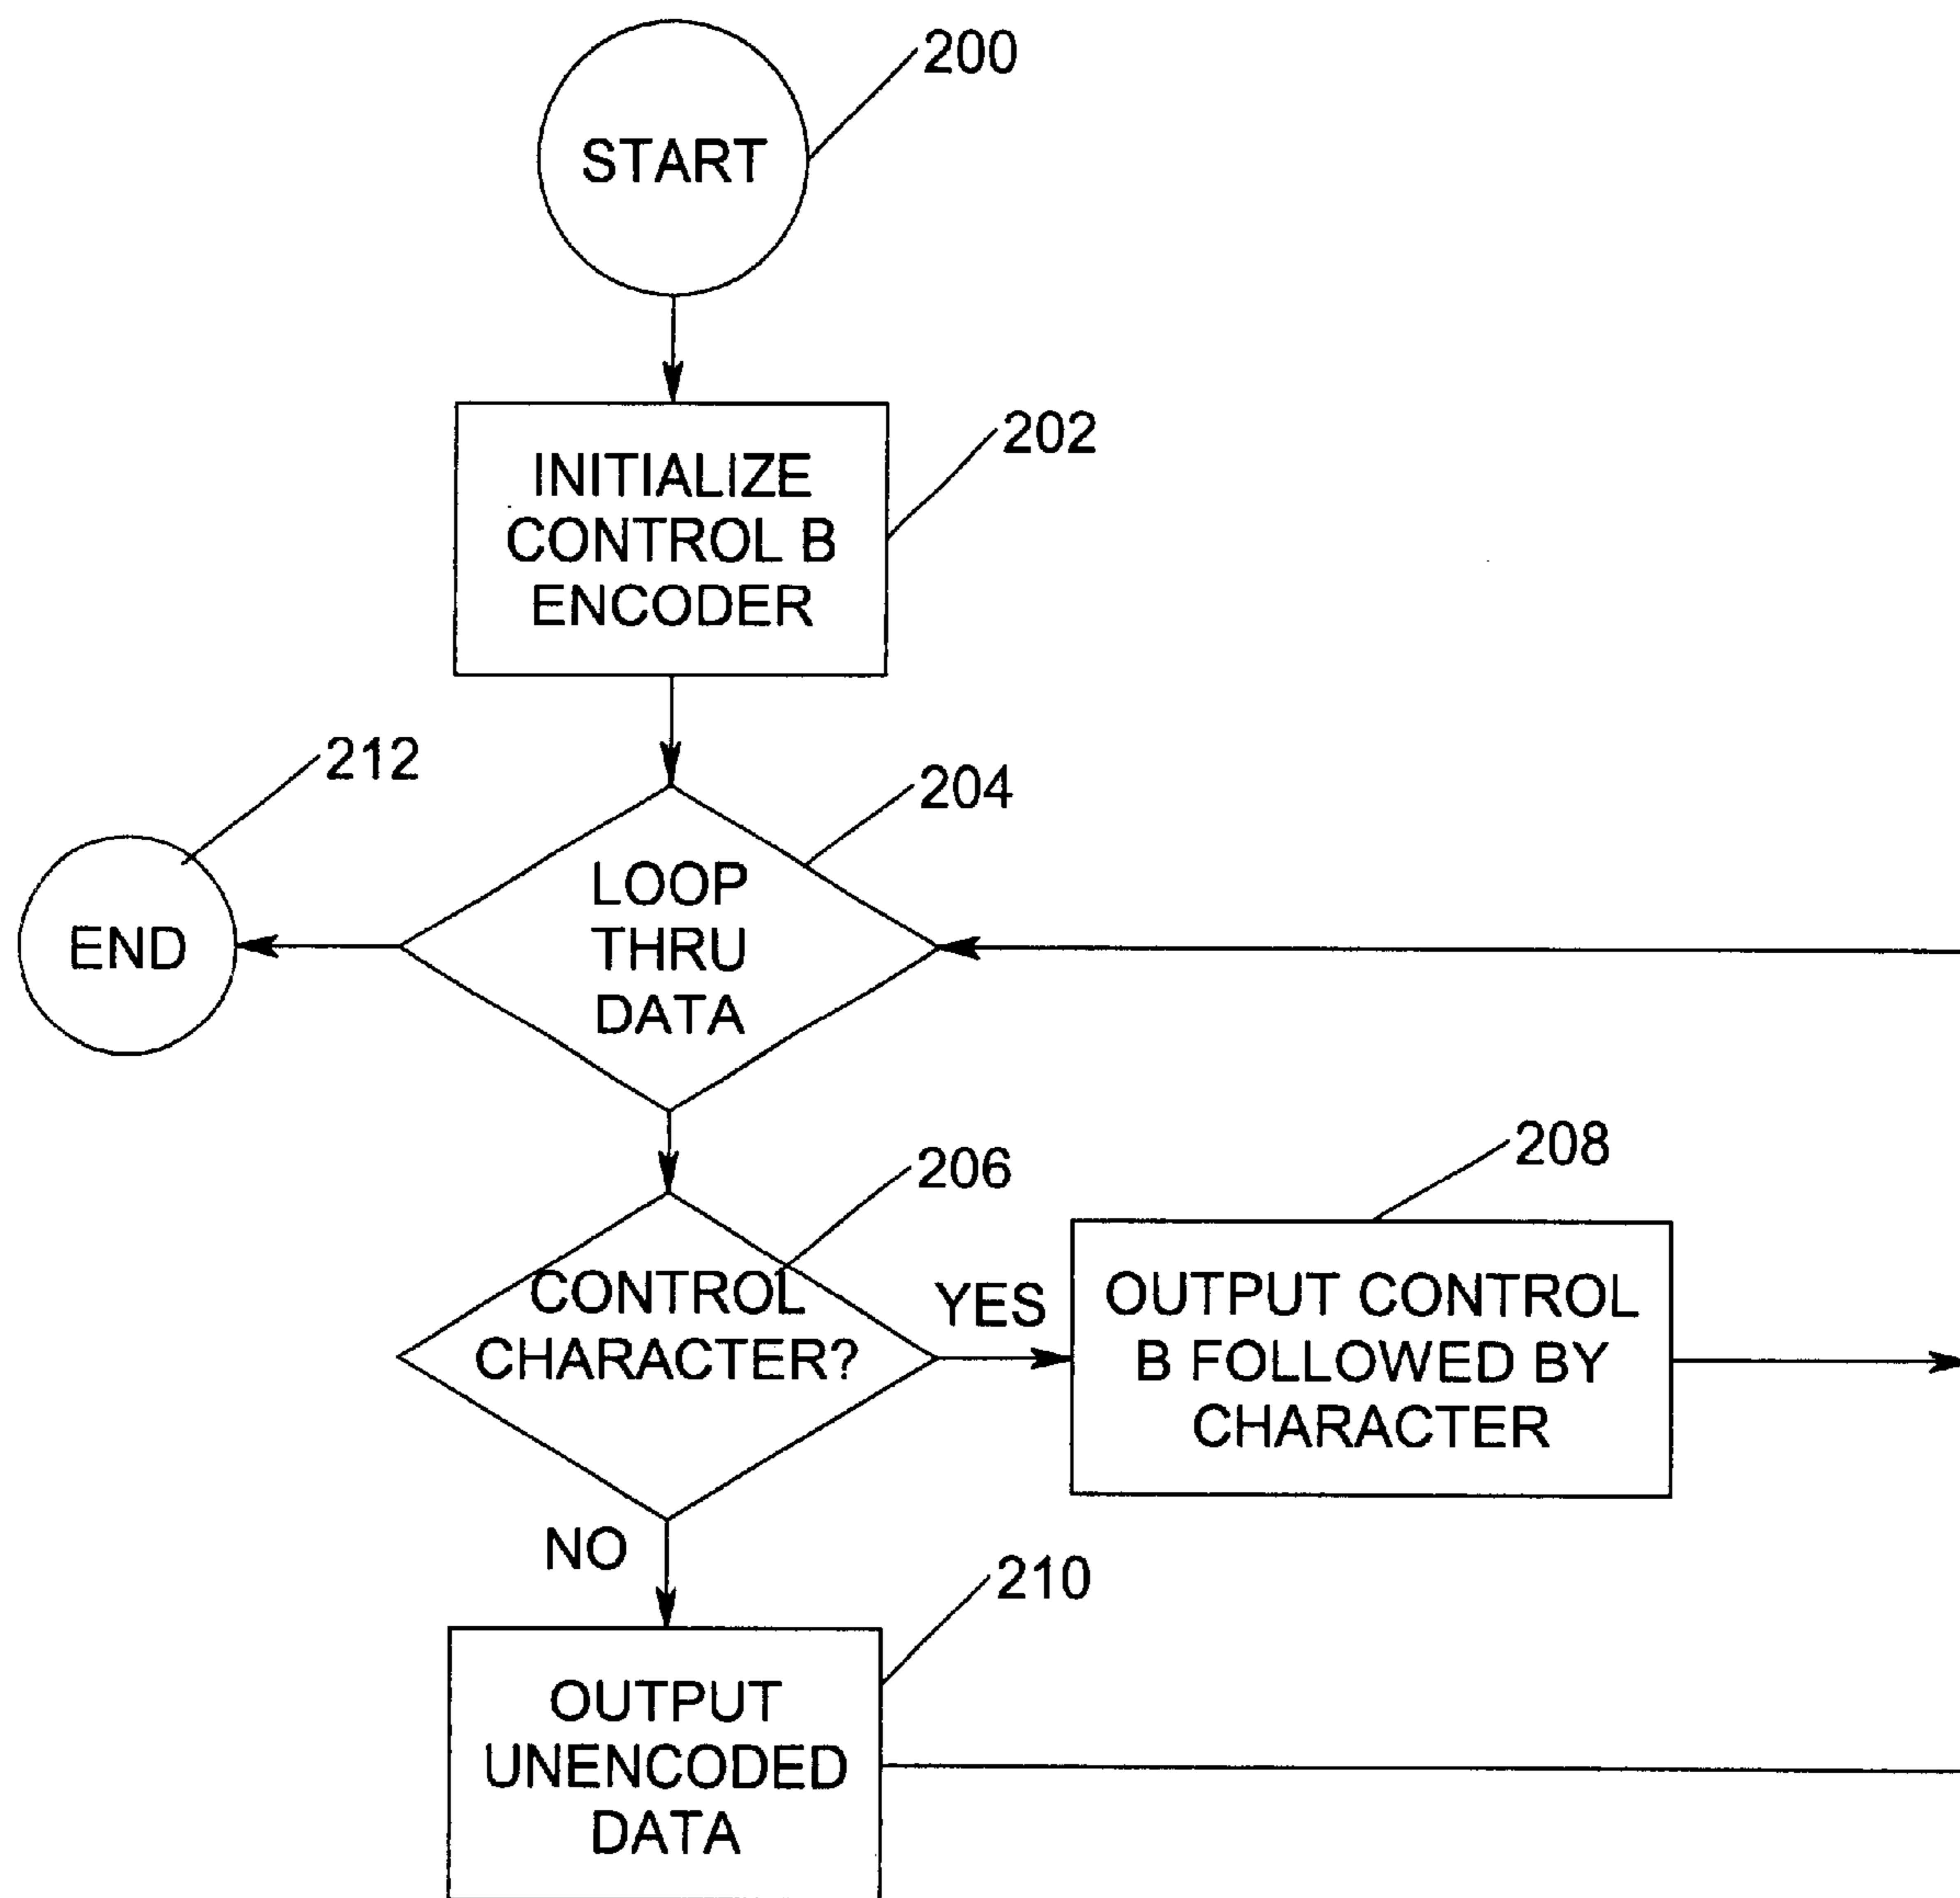 200
START
202
INITIALIZE
CONTROL B
ENCODER
212
204
LOOP
THRU
DATA
END
206
208
CONTROL
CHARACTER?
YES
OUTPUT CONTROL
B FOLLOWED BY
CHARACTER
NO
210
OUTPUT
UNENCODED
DATA